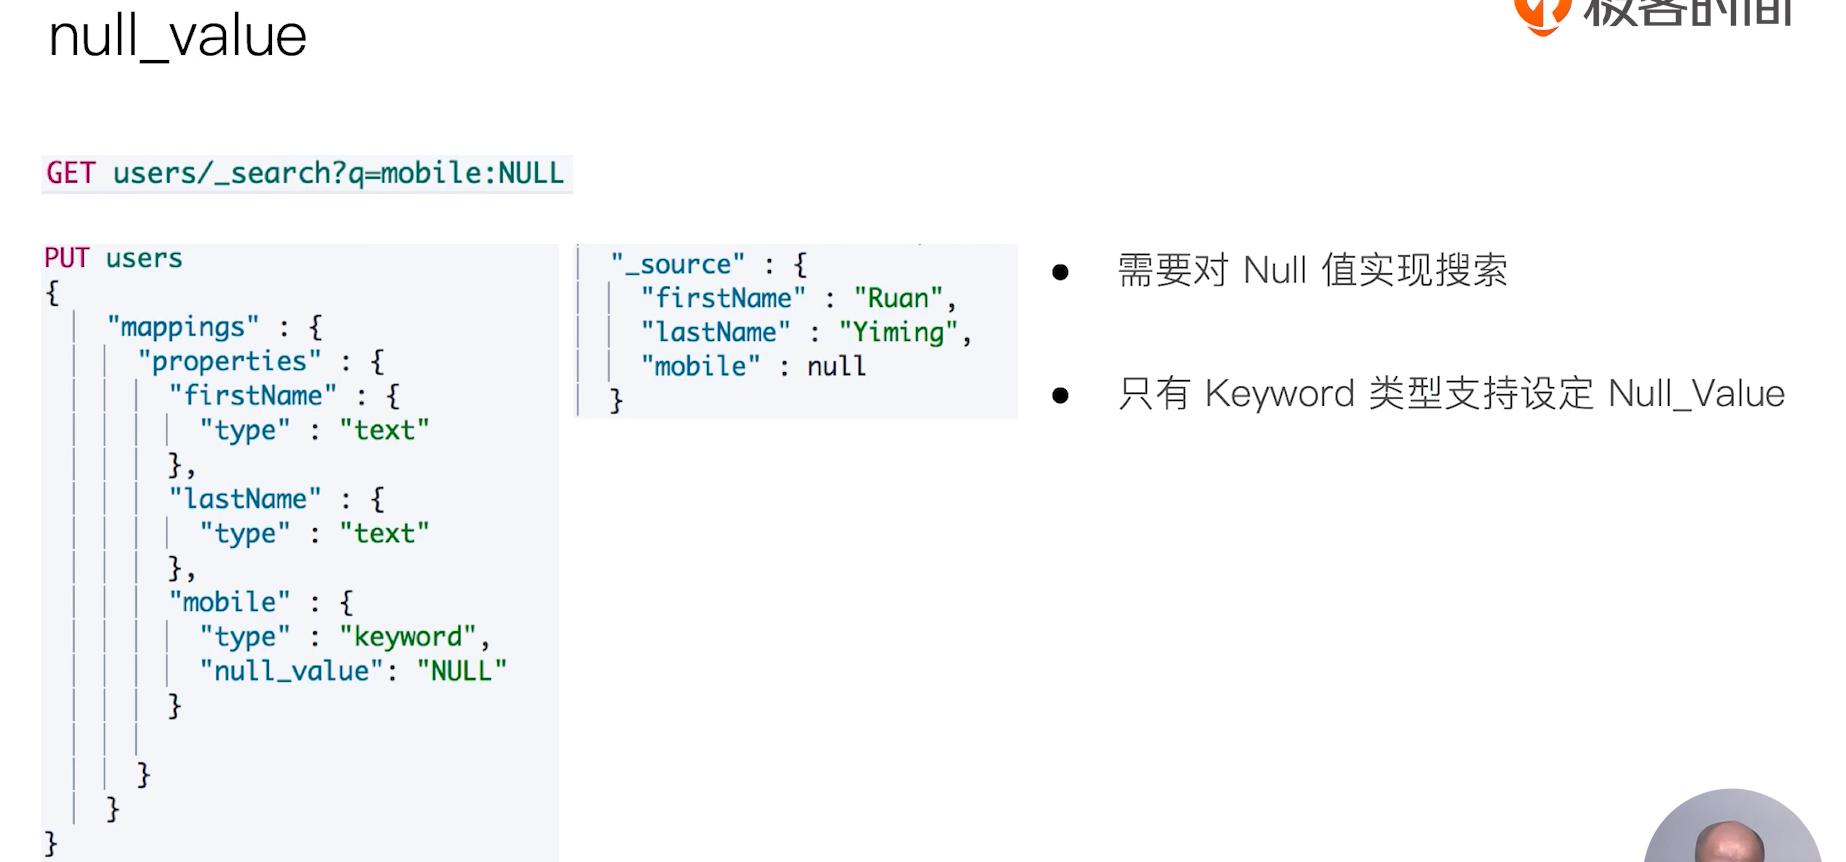 null_value
极客时间
GET users/_search?q=mobile:NULL
PUT users
{
"mappings" : {
"properties" : {
"firstName" : {
"type" : "text"
},
"lastName" : {
"type" : "text"
},
"mobile" : {
"type" : "keyword",
"null_value": "NULL"
}
}
}
}
"_source" : {
"firstName" : "Ruan",
"lastName" : "Yiming",
"mobile" : null
}
● 需要对 Null 值实现搜索
● 只有 Keyword 类型支持设定 Null_Value